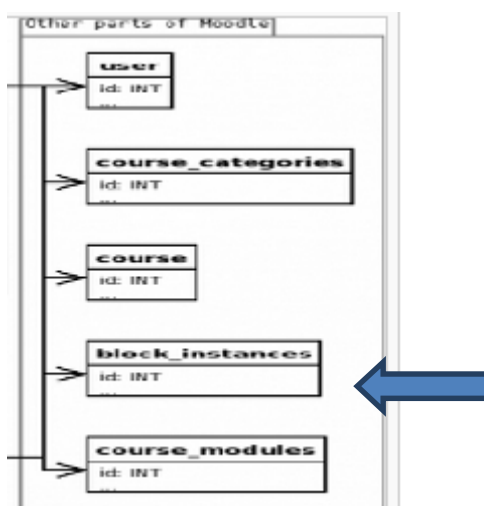 Other parts of Moodle
user
id: INT
...
course_categories
id: INT
...
course
id: INT
...
block_instances
id: INT
...
course_modules
id: INT